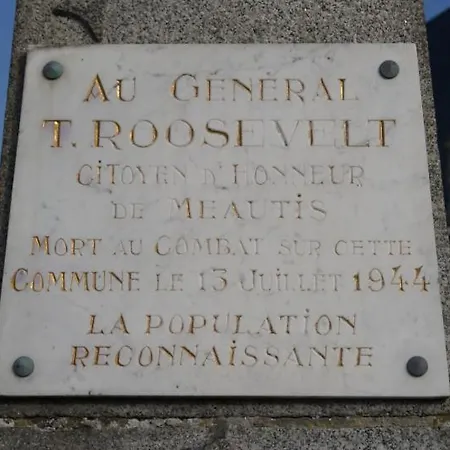 AU GÉNÉRAL
T. ROOSEVELT
CITOYEN D'HONNEUR
DE MEAUTIS
MORT AU COMBAT SUR CETTE
COMMUNE LE 13 JUILLET 1944
LA POPULATION
RECONNAISSANTE